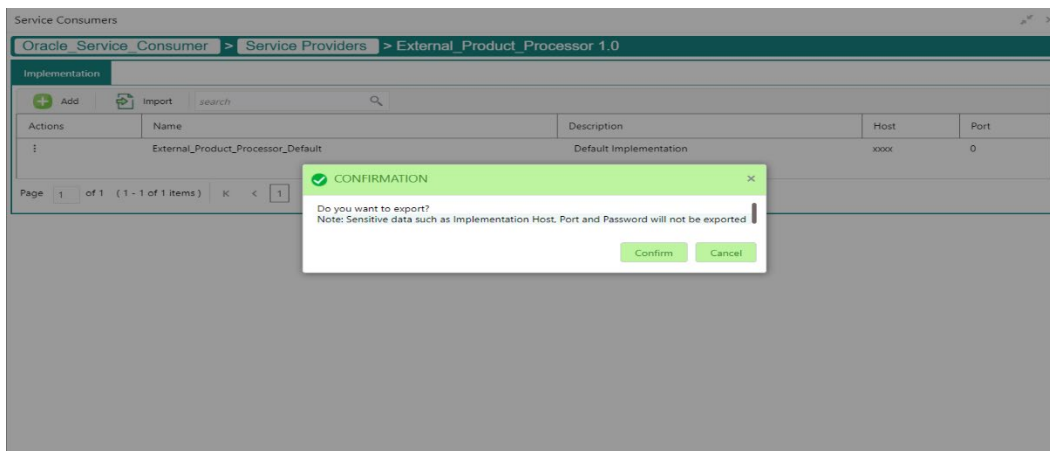 Service Consumers
Oracle_Service_Consumer > Service Providers > External_Product_Processor 1.0
Implementation
Add Import search
Actions Name Description Host Port
External_Product_Processor_Default Default Implementation xxxx 0
Page 1 of 1 (1 - 1 of 1 items) K < 1
CONFIRMATION ×
Do you want to export?
Note: Sensitive data such as Implementation Host, Port and Password will not be exported
Confirm Cancel